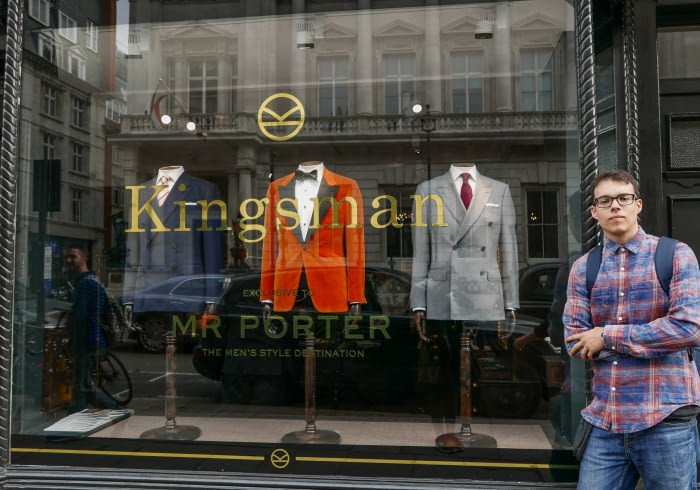 Kingsman
EXCLUSIVE TO
MR PORTER
THE MEN'S STYLE DESTINATION